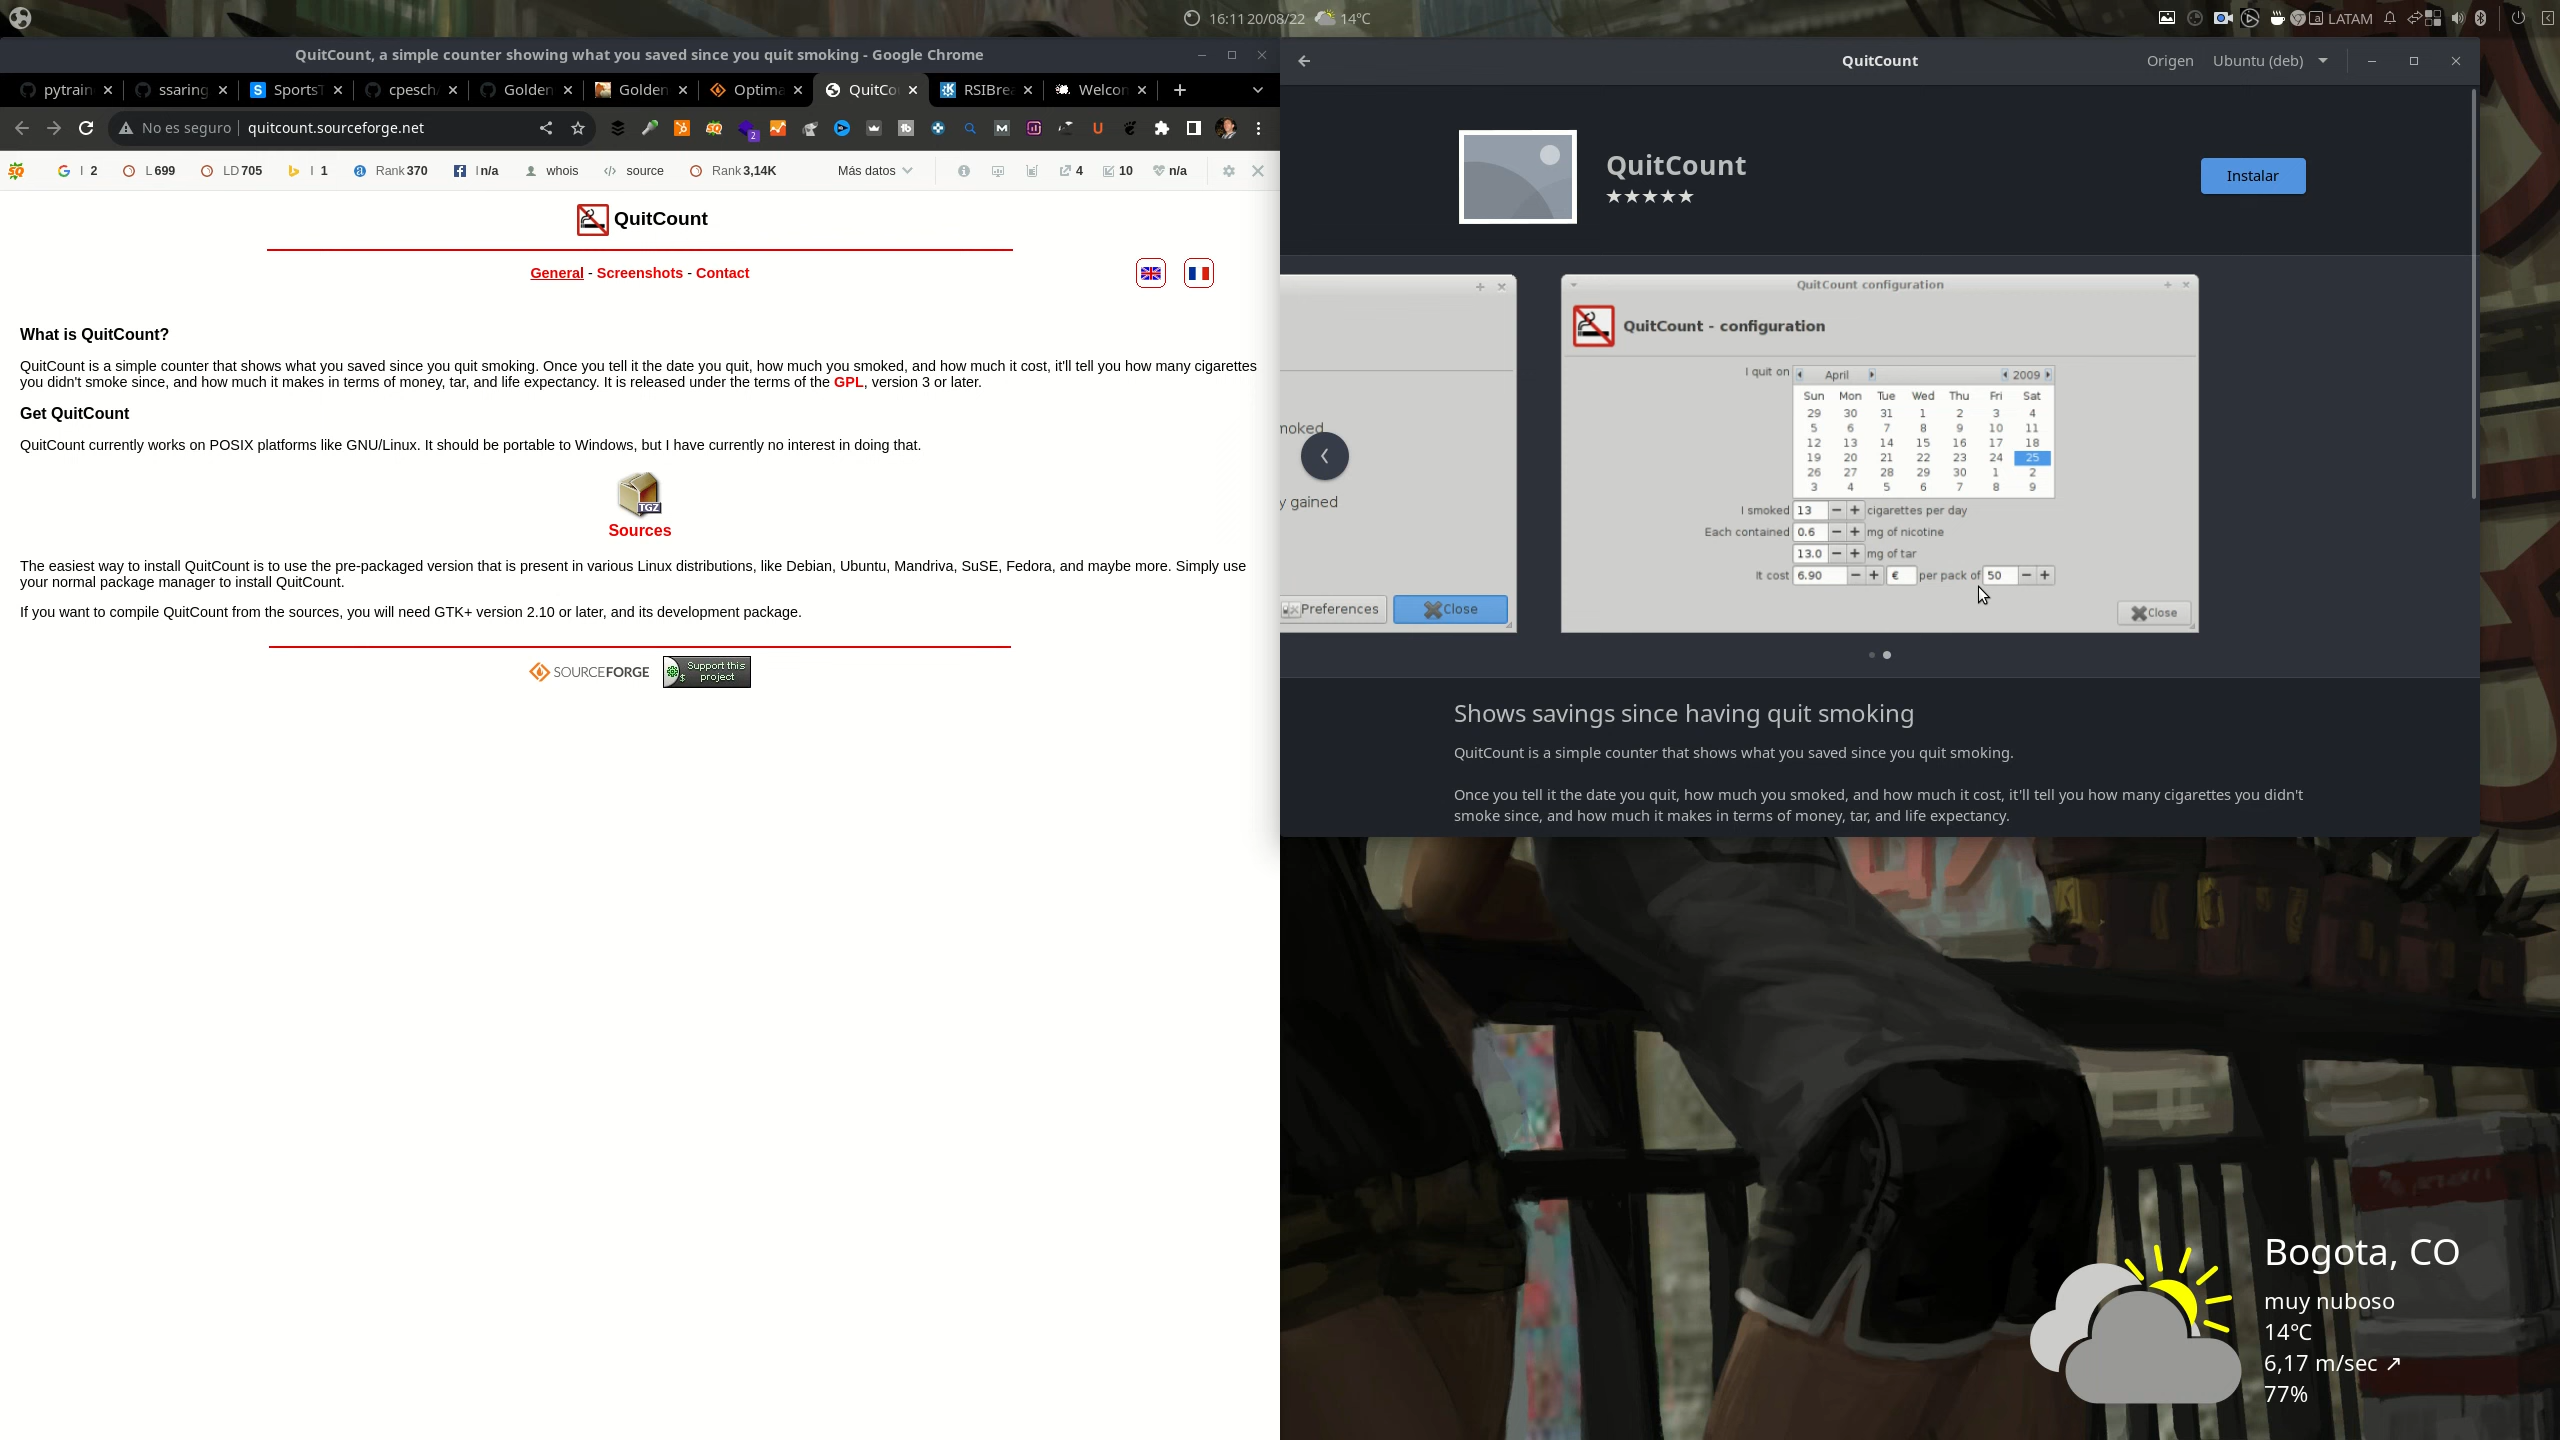 16:11 20/08/22 14°C
LATAM
QuitCount, a simple counter showing what you saved since you quit smoking - Google Chrome
pytrain
ssaring
SportsT
cpesch
Golden
Golden
Optima
QuitCo
RSIBrea
Welcon
No es seguro
quitcount.sourceforge.net
I 2
L 699
LD 705
I 1
Rank 370
I n/a
whois
source
Rank 3,14K
Más datos
4
10
n/a
QuitCount
General - Screenshots - Contact
What is QuitCount?
QuitCount is a simple counter that shows what you saved since you quit smoking. Once you tell it the date you quit, how much you smoked, and how much it cost, it'll tell you how many cigarettes
you didn't smoke since, and how much it makes in terms of money, tar, and life expectancy. It is released under the terms of the GPL, version 3 or later.
Get QuitCount
QuitCount currently works on POSIX platforms like GNU/Linux. It should be portable to Windows, but I have currently no interest in doing that.
TGZ
Sources
The easiest way to install QuitCount is to use the pre-packaged version that is present in various Linux distributions, like Debian, Ubuntu, Mandriva, SuSE, Fedora, and maybe more. Simply use
your normal package manager to install QuitCount.
If you want to compile QuitCount from the sources, you will need GTK+ version 2.10 or later, and its development package.
SOURCEFORGE
Support this
project
QuitCount
Origen
Ubuntu (deb)
QuitCount
★★★★★
Instalar
moked
y gained
Preferences
Close
QuitCount configuration
QuitCount - configuration
I quit on
April
2009
Sun Mon Tue Wed Thu Fri Sat
29 30 31 1 2 3 4
5 6 7 8 9 10 11
12 13 14 15 16 17 18
19 20 21 22 23 24 25
26 27 28 29 30 1 2
3 4 5 6 7 8 9
I smoked 13 cigarettes per day
Each contained 0.6 mg of nicotine
13.0 mg of tar
It cost 6.90 € per pack of 50
Close
Shows savings since having quit smoking
QuitCount is a simple counter that shows what you saved since you quit smoking.
Once you tell it the date you quit, how much you smoked, and how much it cost, it'll tell you how many cigarettes you didn't
smoke since, and how much it makes in terms of money, tar, and life expectancy.
Bogota, CO
muy nuboso
14°C
6,17 m/sec ↗
77%